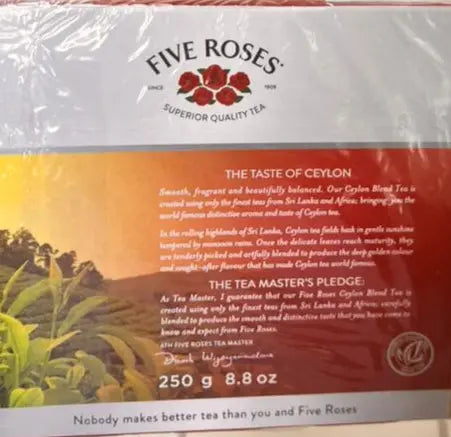 FIVE ROSES
SINCE 1909
SUPERIOR QUALITY TEA
THE TASTE OF CEYLON
Smooth, fragrant and beautifully balanced. Our Ceylon Blend Tea is
created using only the finest teas from Sri Lanka and Africa; bringing you the
world famous distinctive aroma and taste of Ceylon tea.
In the rolling highlands of Sri Lanka, Ceylon tea fields bask in gentle sunshine
tempered by monsoon rains. Once the delicate leaves reach maturity, they
are tenderly picked and artfully blended to produce the deep golden colour
and sought-after flavour that has made Ceylon tea world famous.
THE TEA MASTER'S PLEDGE:
As Tea Master, I guarantee that our Five Roses Ceylon Blend Tea is
created using only the finest teas from Sri Lanka and Africa; carefully
blended to produce the smooth and distinctive taste that you have come to
know and expect from Five Roses.
4TH FIVE ROSES TEA MASTER
250 g 8.8 oz
Nobody makes better tea than you and Five Roses